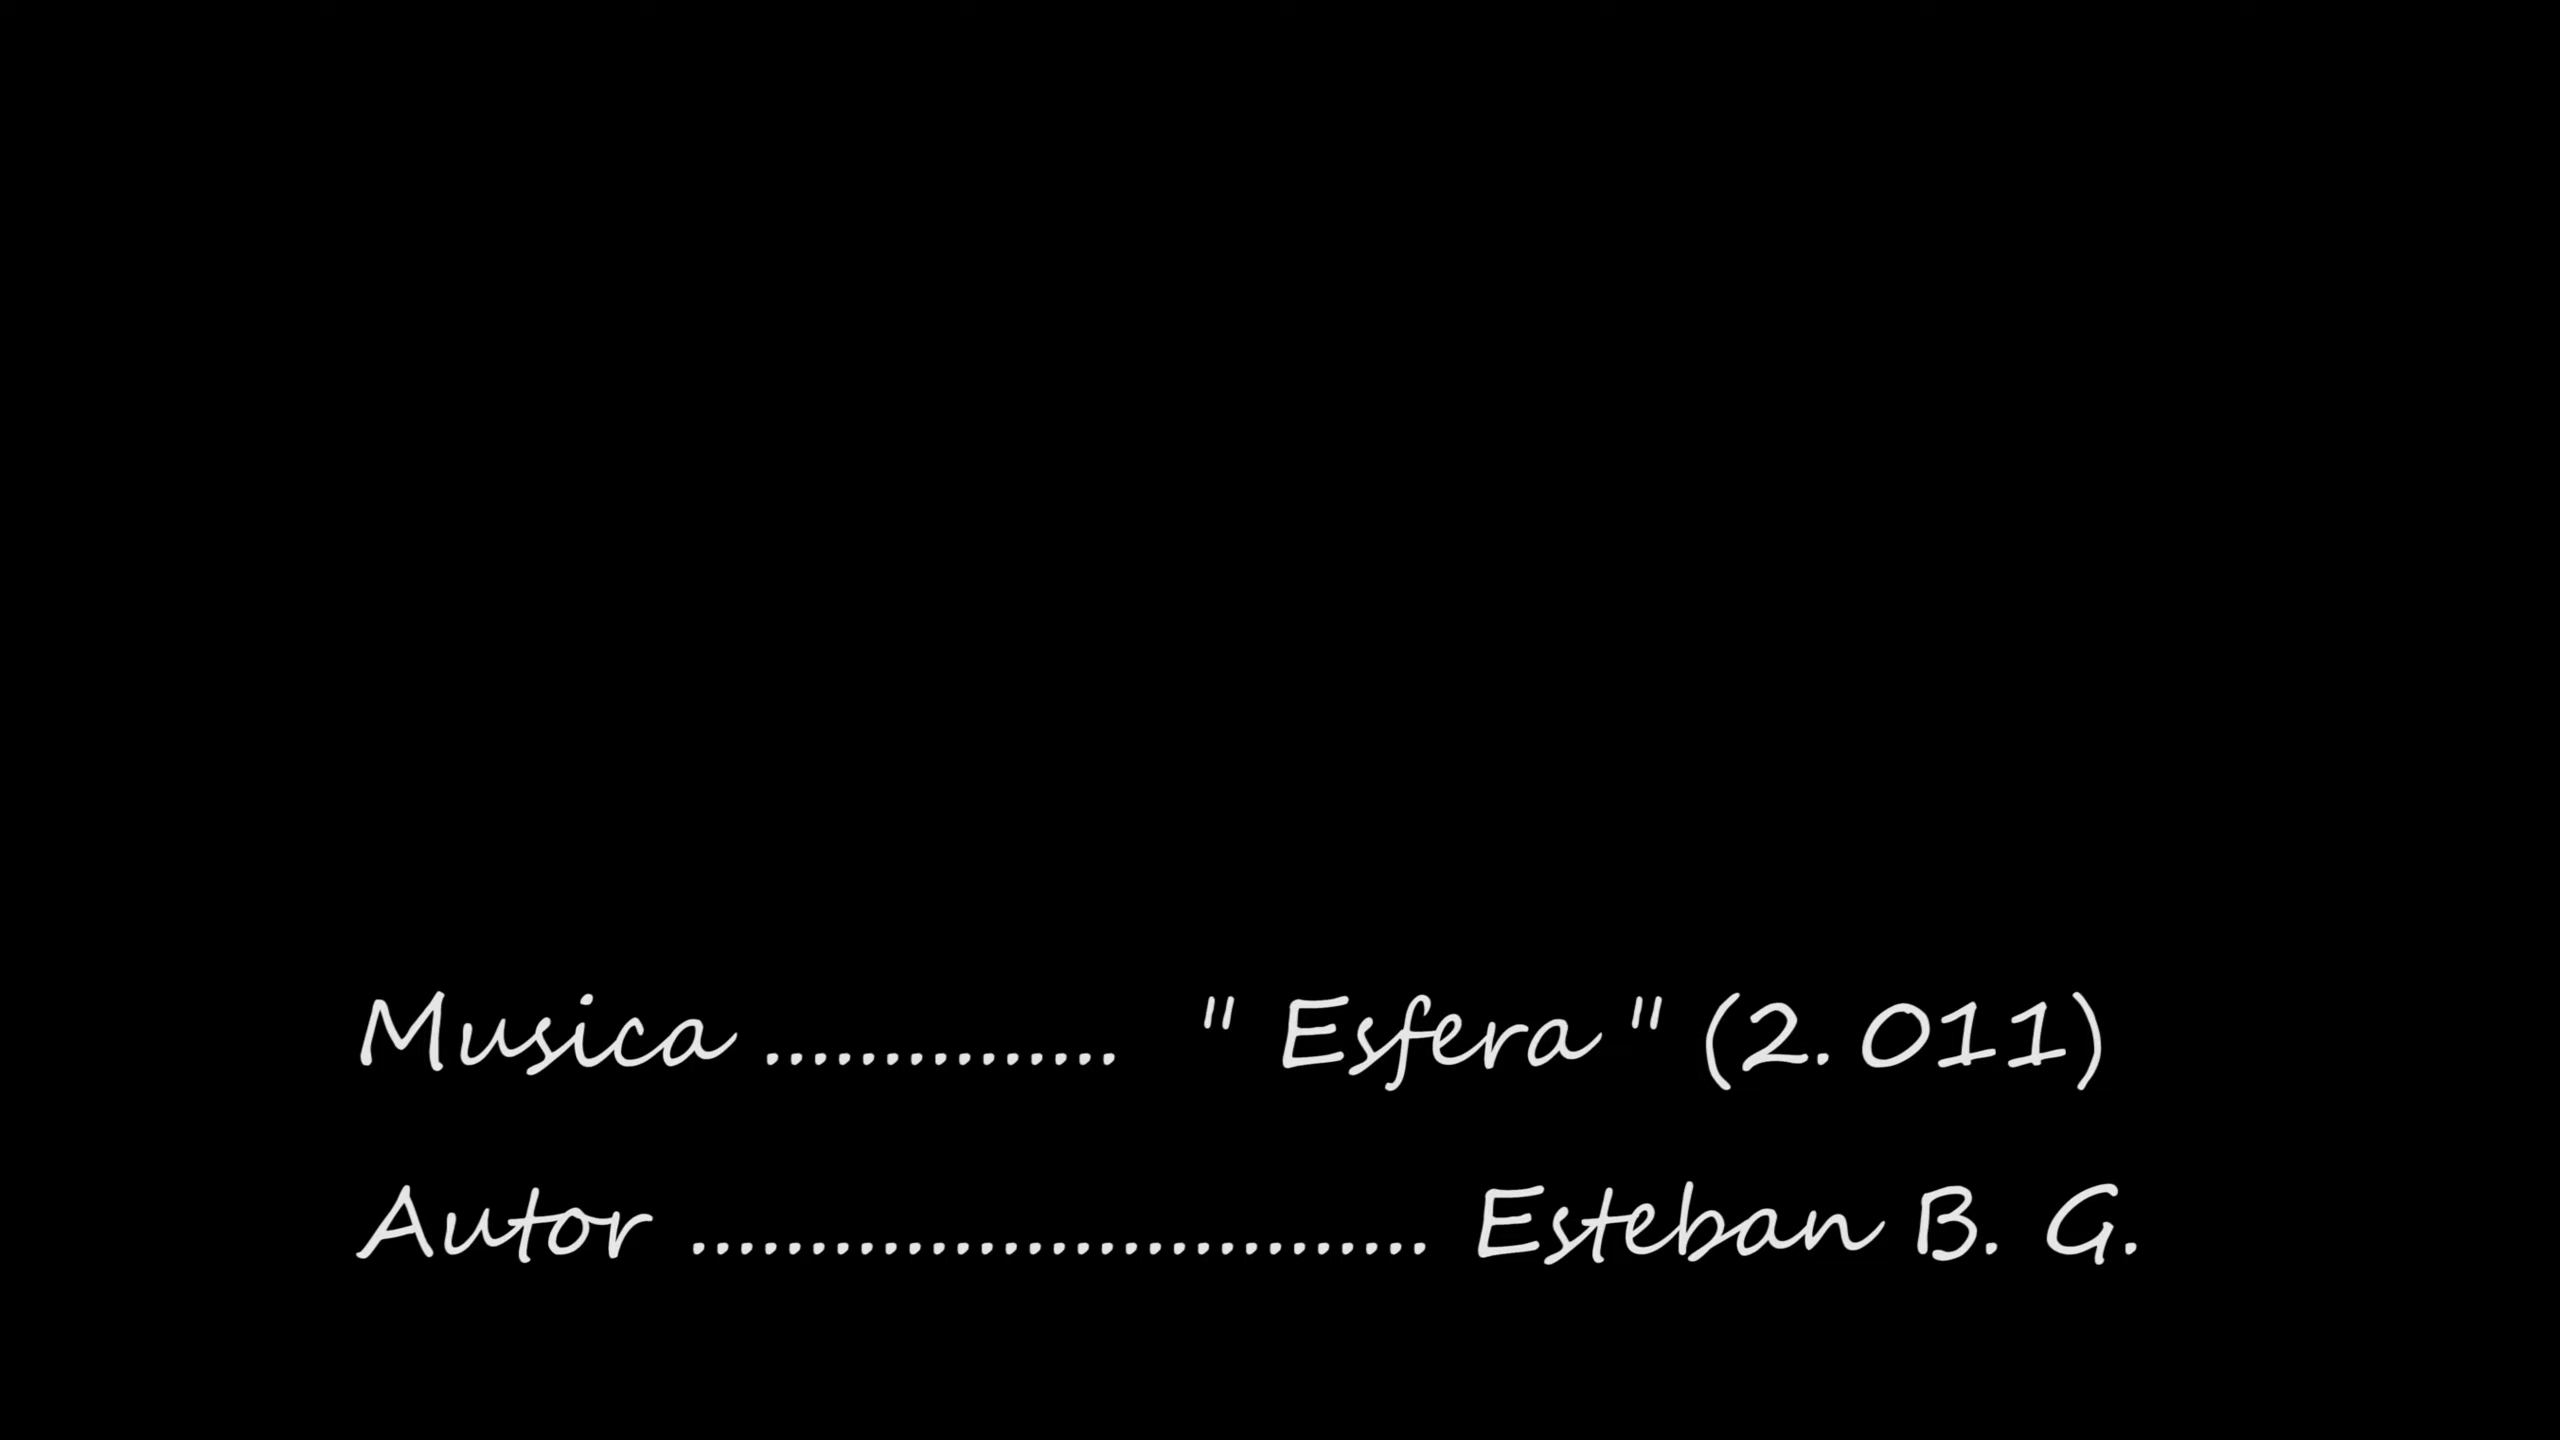 Musica ............... " Esfera " (2. 011)
Autor ............................... Esteban B. G.